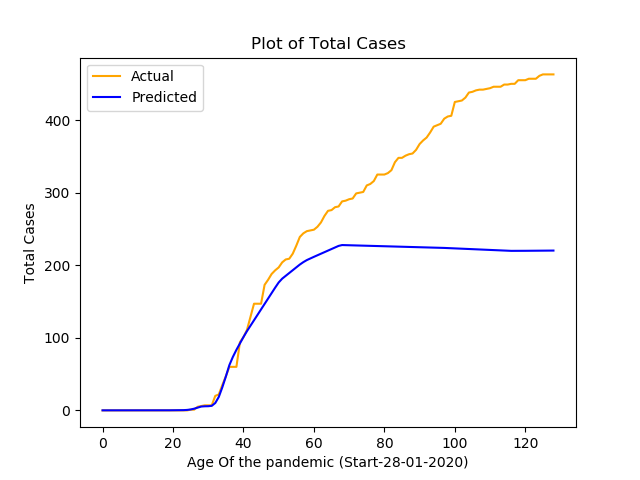 Plot of Total Cases
Actual
Predicted
400
300
200
100
0
Total Cases
0 20 40 60 80 100 120
Age Of the pandemic (Start-28-01-2020)